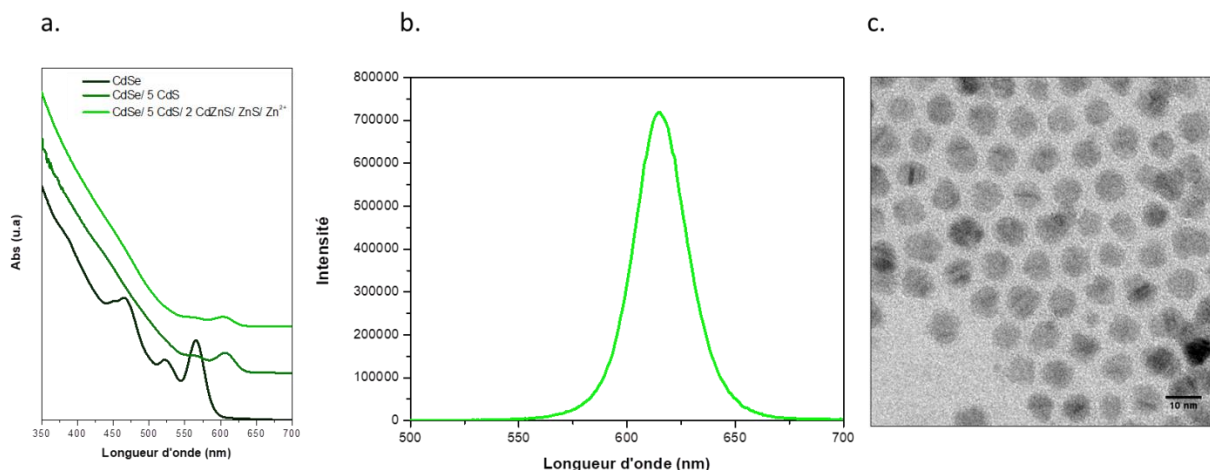 a.
b.
c.
CdSe
CdSe/ 5 CdS
CdSe/ 5 CdS/ 2 CdZnS/ ZnS/ Zn²⁺
Abs (u.a)
350 400 450 500 550 600 650 700
Longueur d'onde (nm)
800000
700000
600000
500000
400000
300000
200000
100000
0
Intensité
500 550 600 650 700
Longueur d'onde (nm)
10 nm